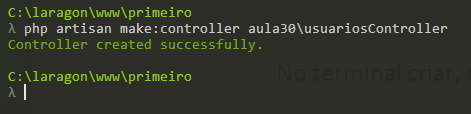 C:\laragon\www\primeiro
λ php artisan make:controller aula30\usuariosController
Controller created successfully.
C:\laragon\www\primeiro
No terminal criar,
λ